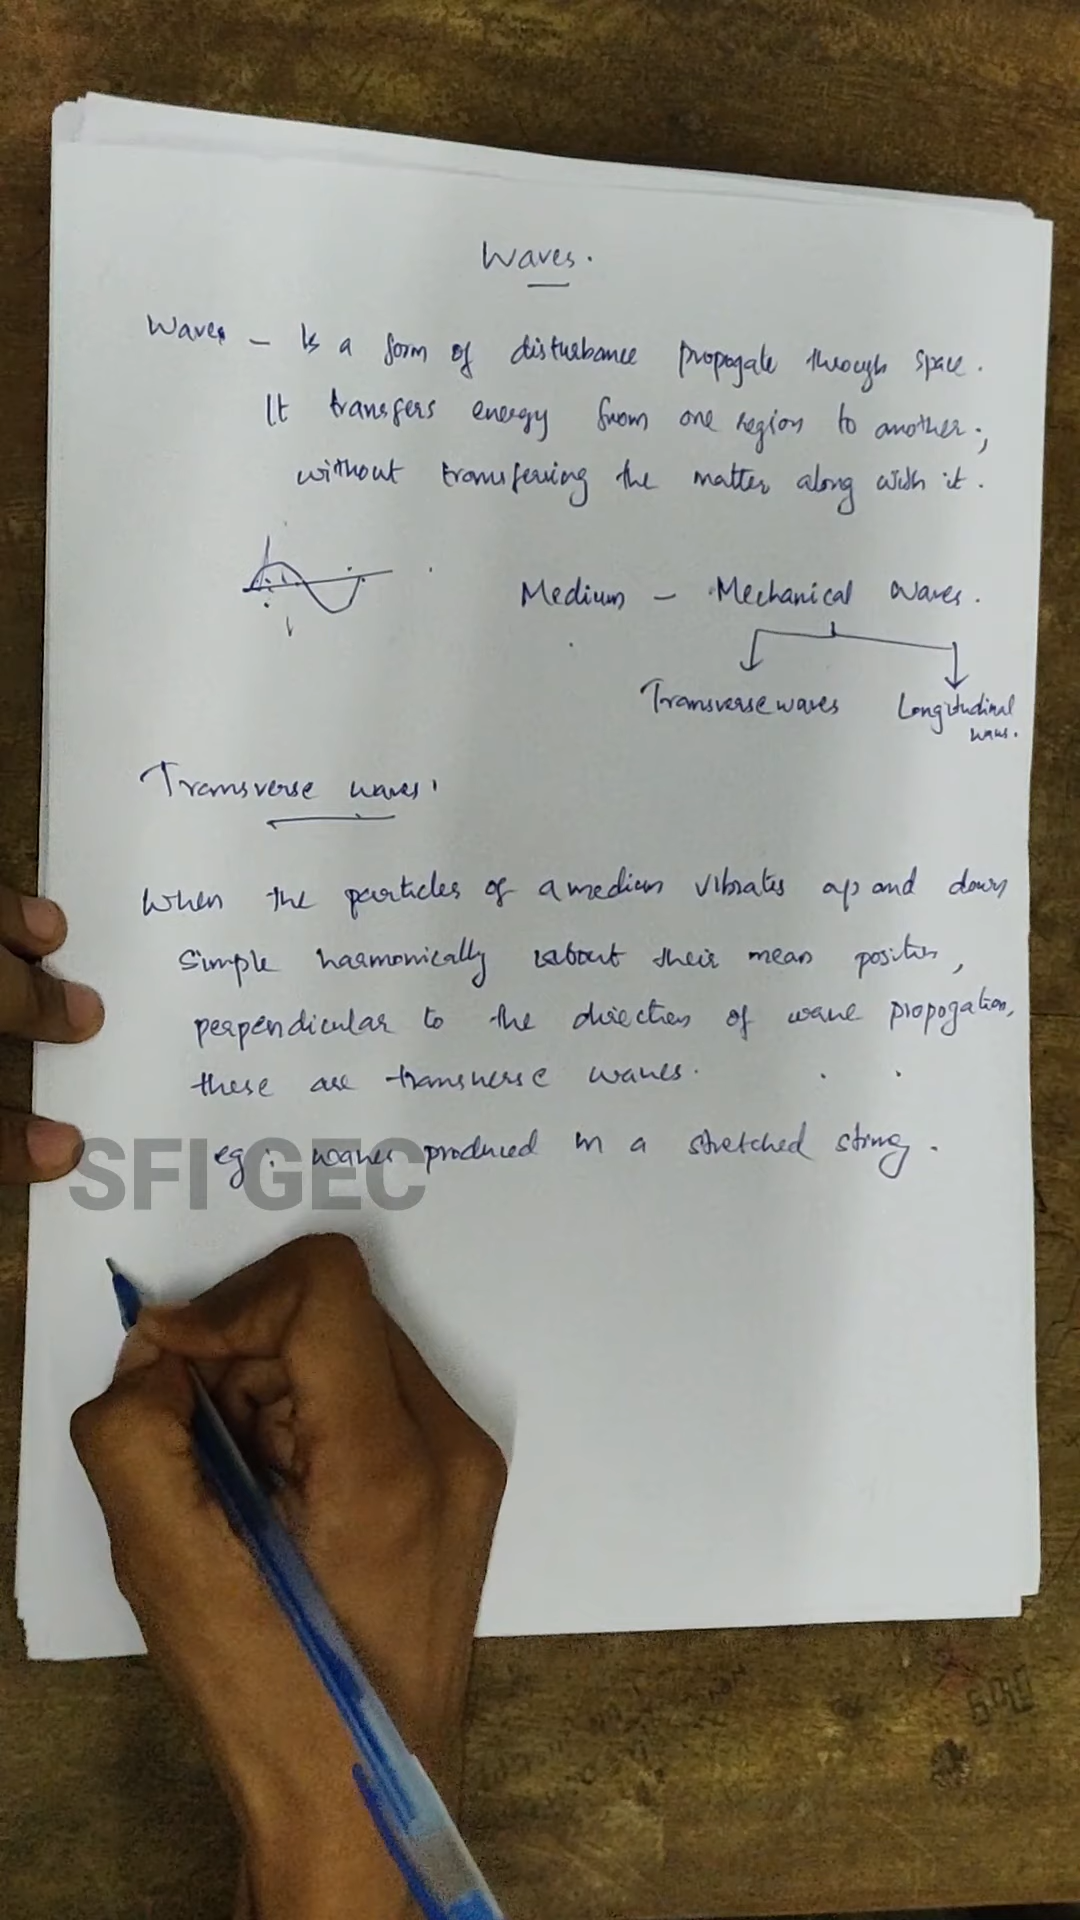 Waves.
Waves - Is a form of disturbance propogate through space.
It transfers energy from one region to another,
without transferring the matter along with it.
Medium - Mechanical Waves.
Transverse waves
Longitudinal
waves.
Transverse waves:
When the particles of a medium vibrates up and down
Simple harmonically about their mean position,
perpendicular to the direction of wave propogation,
these are transverse waves.
eg: waves produced in a stretched string.
SFI GEC